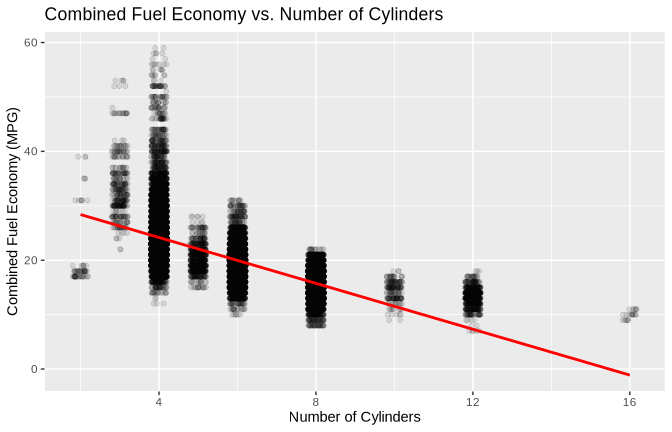 Combined Fuel Economy vs. Number of Cylinders
60
40
20
0
Combined Fuel Economy (MPG)
4 8 12 16
Number of Cylinders